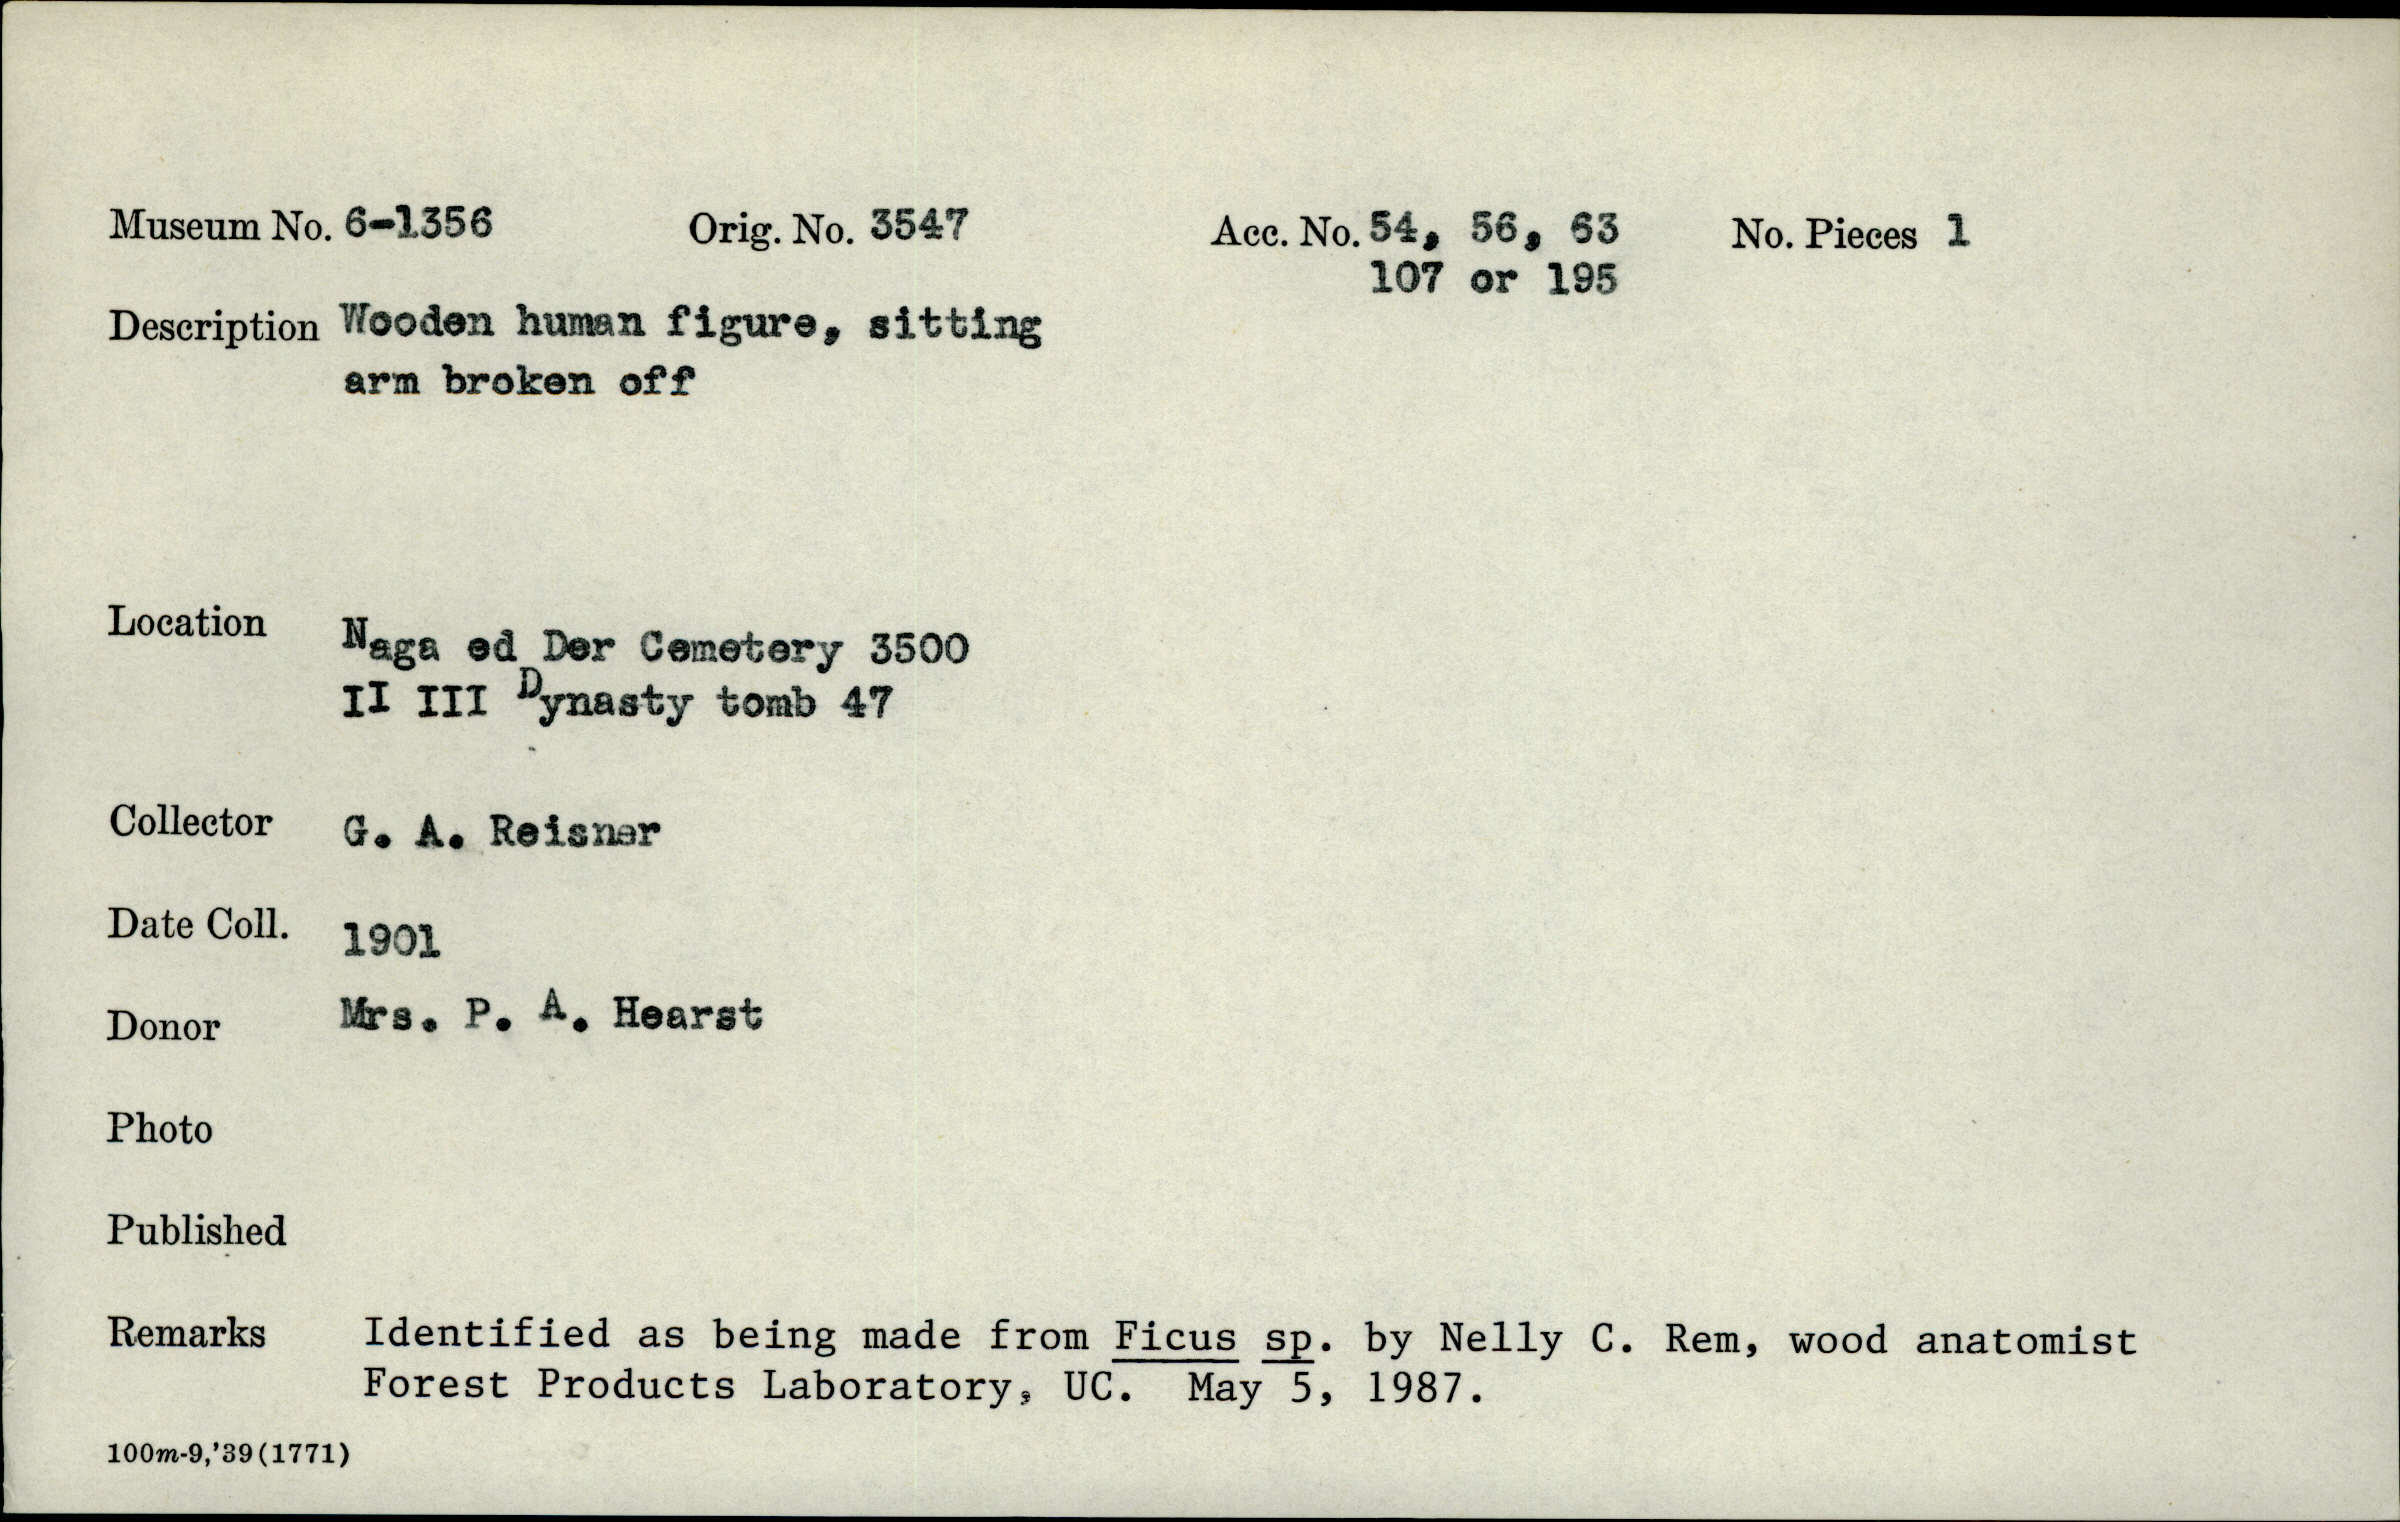 Museum No. 6-1356 Orig. No. 3547 Acc. No. 54, 56, 63 No. Pieces 1
107 or 195
Description Wooden human figure, sitting
arm broken off
Location Naga ed Der Cemetery 3500
II III Dynasty tomb 47
Collector G. A. Reisner
Date Coll. 1901
Donor Mrs. P. A. Hearst
Photo
Published
Remarks Identified as being made from Ficus sp. by Nelly C. Rem, wood anatomist
Forest Products Laboratory, UC. May 5, 1987.
100m-9,'39(1771)